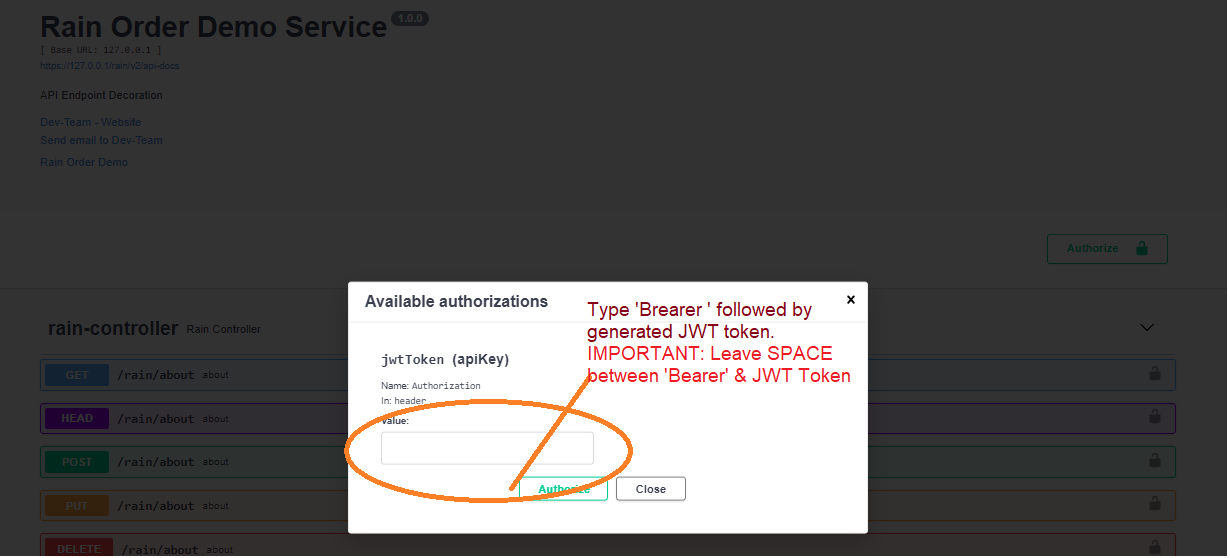 Rain Order Demo Service 1.0.0
[ Base URL: 127.0.0.1 ]
https://127.0.0.1/rain/v2/api-docs
API Endpoint Decoration
Dev-Team - Website
Send email to Dev-Team
Rain Order Demo
Authorize
Available authorizations
Type 'Brearer ' followed by
generated JWT token.
IMPORTANT: Leave SPACE
between 'Bearer' & JWT Token
jwtToken (apiKey)
Name: Authorization
In: header
Value:
Authorize Close
rain-controller Rain Controller
GET /rain/about about
HEAD /rain/about about
POST /rain/about about
PUT /rain/about about
DELETE /rain/about about